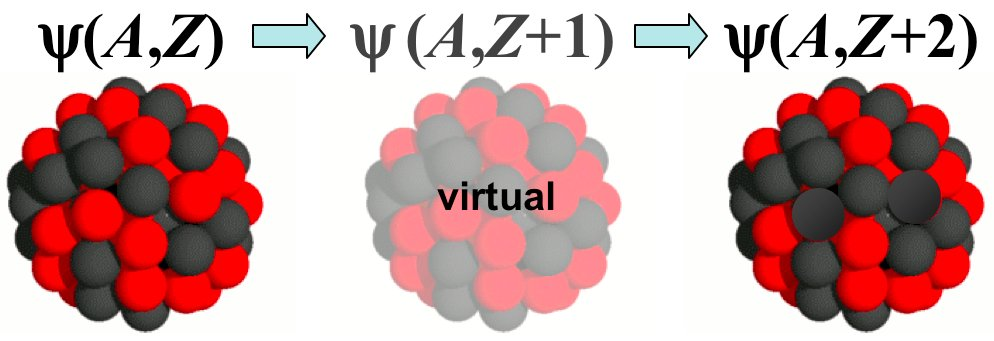 ψ(A,Z) ψ (A,Z+1) ψ(A,Z+2)
virtual